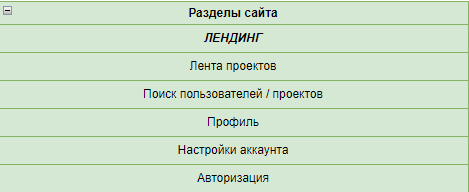 Разделы сайта
ЛЕНДИНГ
Лента проектов
Поиск пользователей / проектов
Профиль
Настройки аккаунта
Авторизация